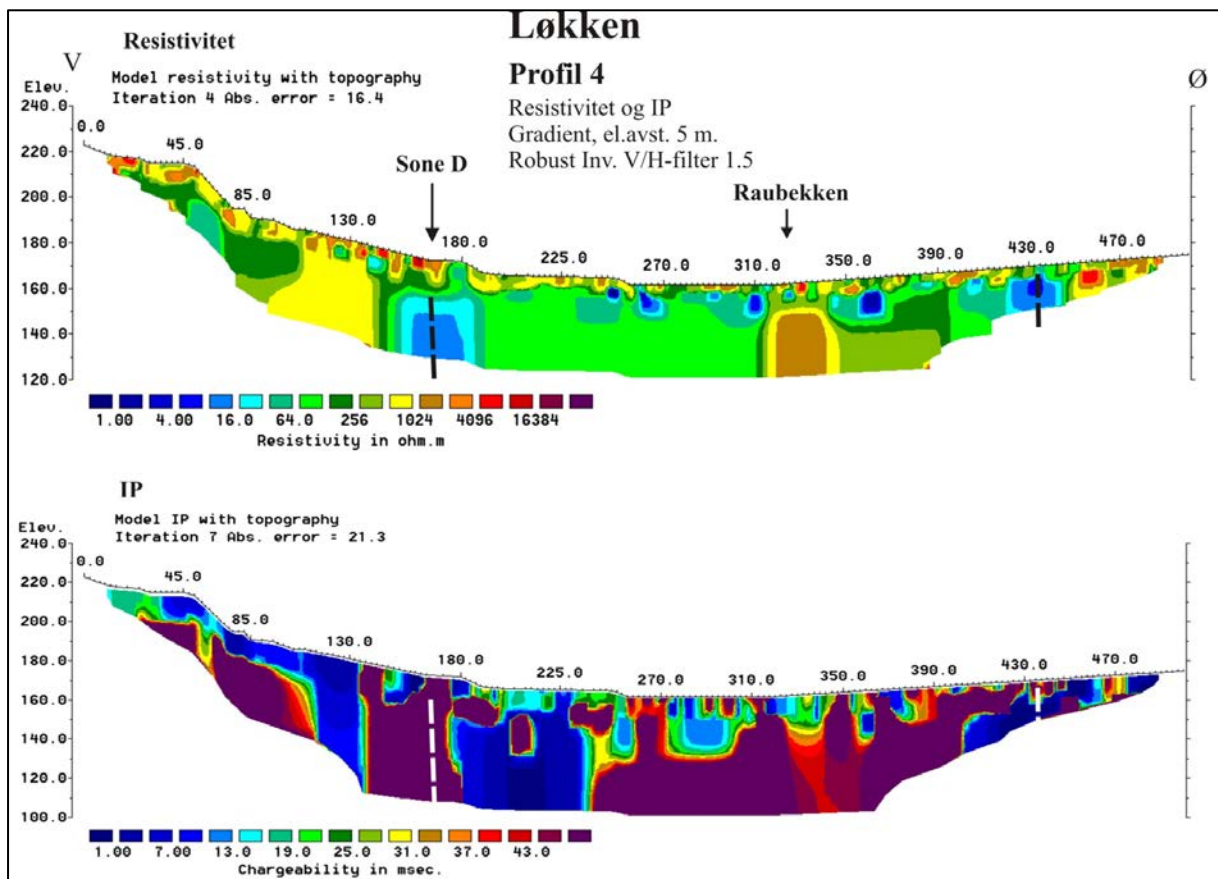 Løkken
Resistivitet
V
Profil 4
Ø
Model resistivity with topography
Iteration 4 Abs. error = 16.4
Resistivitet og IP
Gradient, el.avst. 5 m.
Robust Inv. V/H-filter 1.5
Elev.
240.0
220.0
200.0
180.0
160.0
140.0
120.0
0.0
45.0
85.0
130.0
180.0
225.0
270.0
310.0
350.0
390.0
430.0
470.0
Sone D
Raubekken
1.00 4.00 16.0 64.0 256 1024 4096 16384
Resistivity in ohm.m
IP
Model IP with topography
Iteration 7 Abs. error = 21.3
Elev.
240.0
220.0
200.0
180.0
160.0
140.0
120.0
100.0
0.0
45.0
85.0
130.0
180.0
225.0
270.0
310.0
350.0
390.0
430.0
470.0
1.00 7.00 13.0 19.0 25.0 31.0 37.0 43.0
Chargeability in msec.